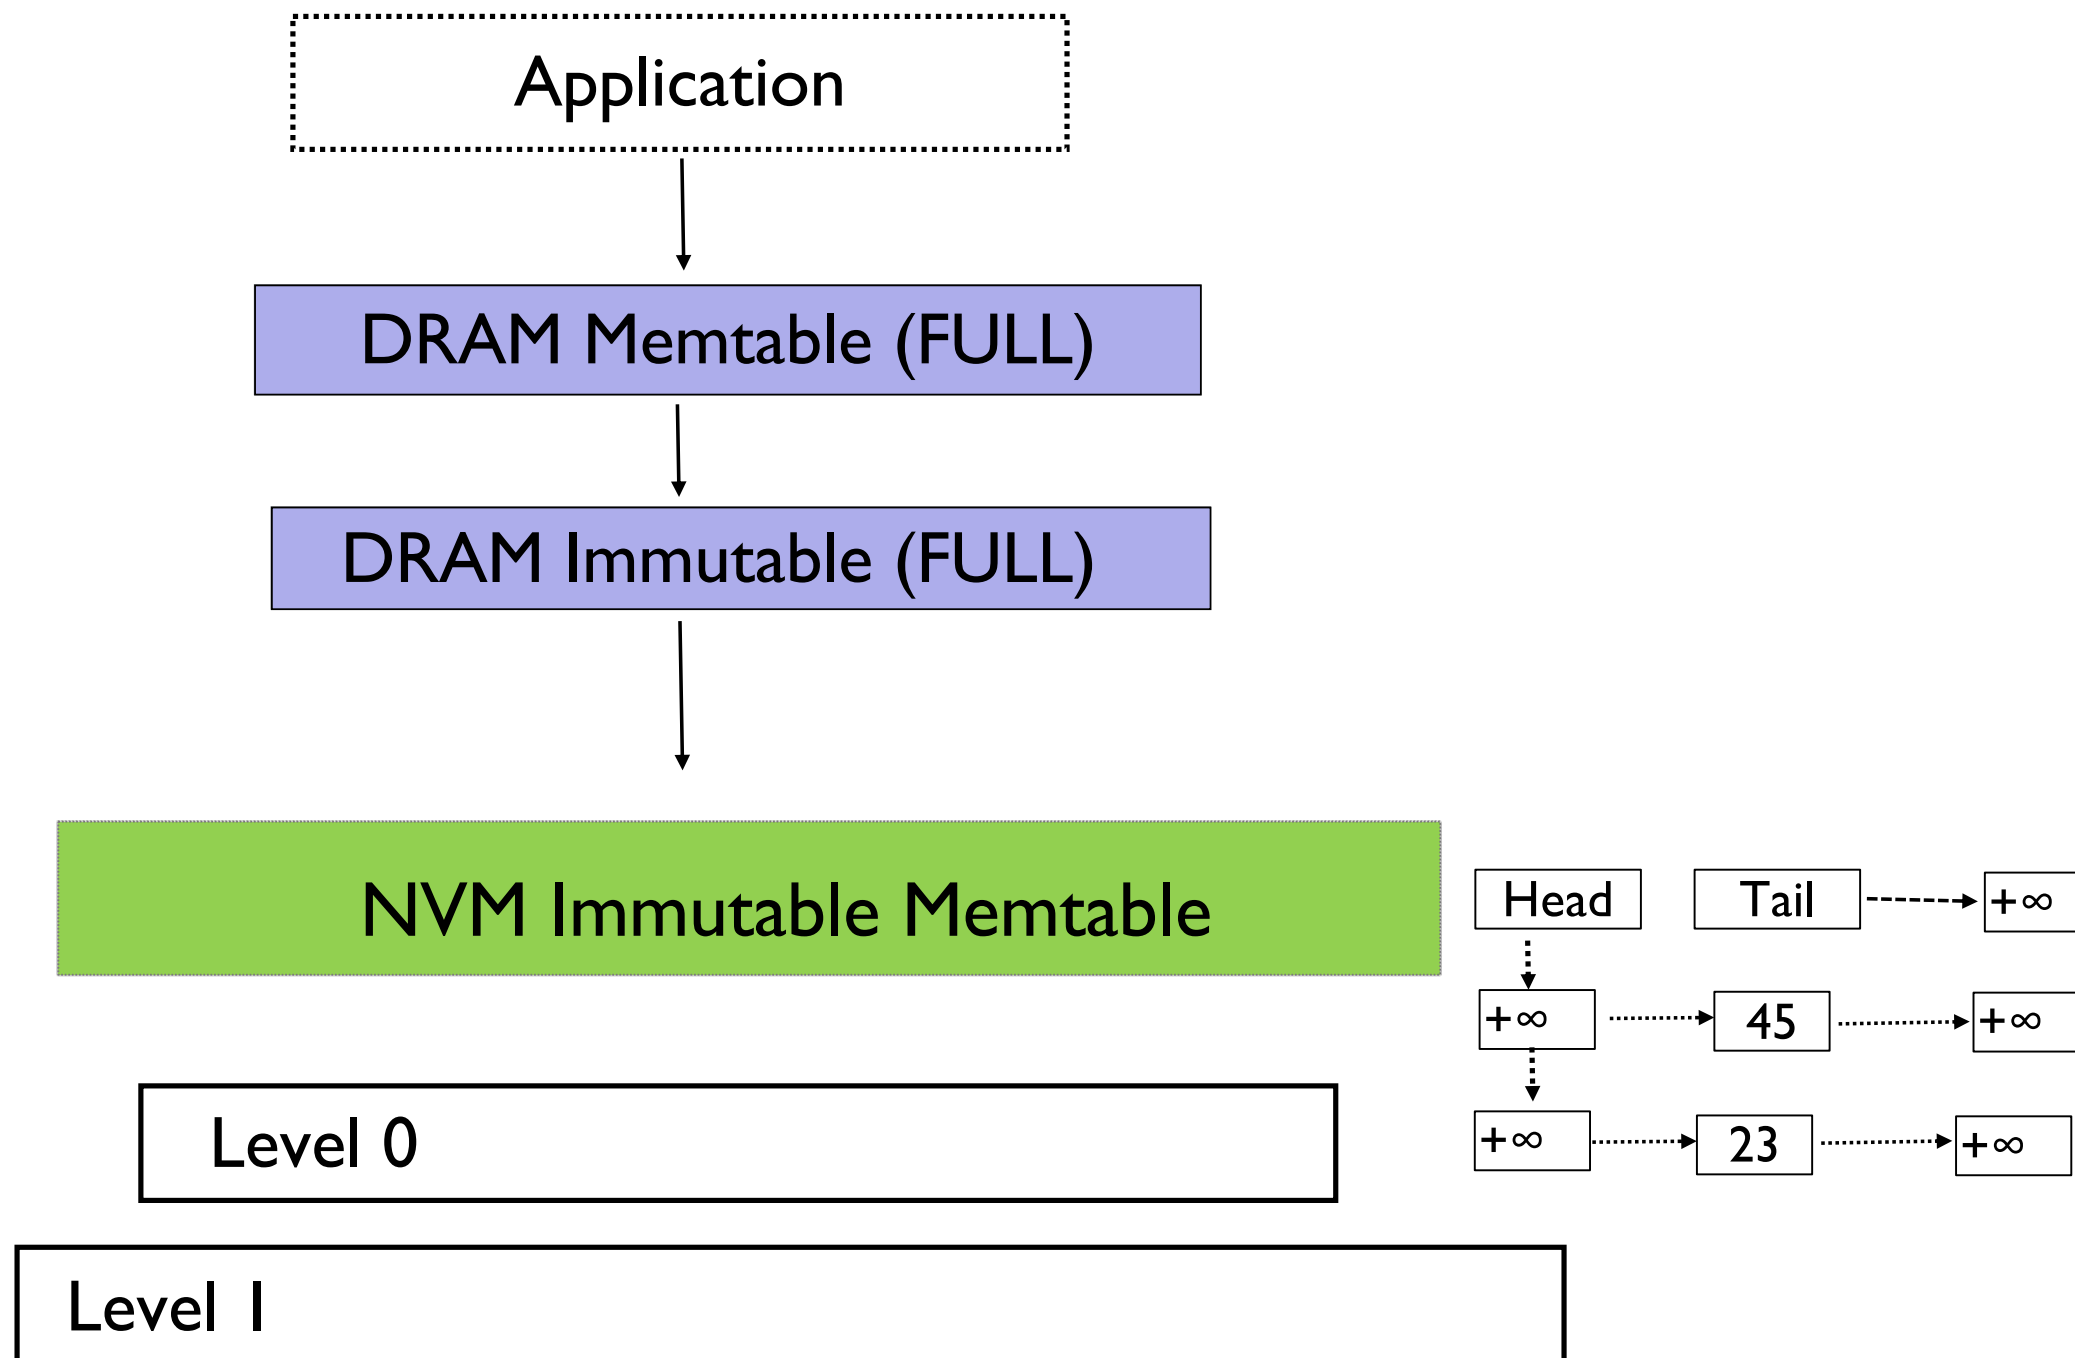 Application
DRAM Memtable (FULL)
DRAM Immutable (FULL)
NVM Immutable Memtable
Head Tail +∞
+∞ 45 +∞
+∞ 23 +∞
Level 0
Level 1